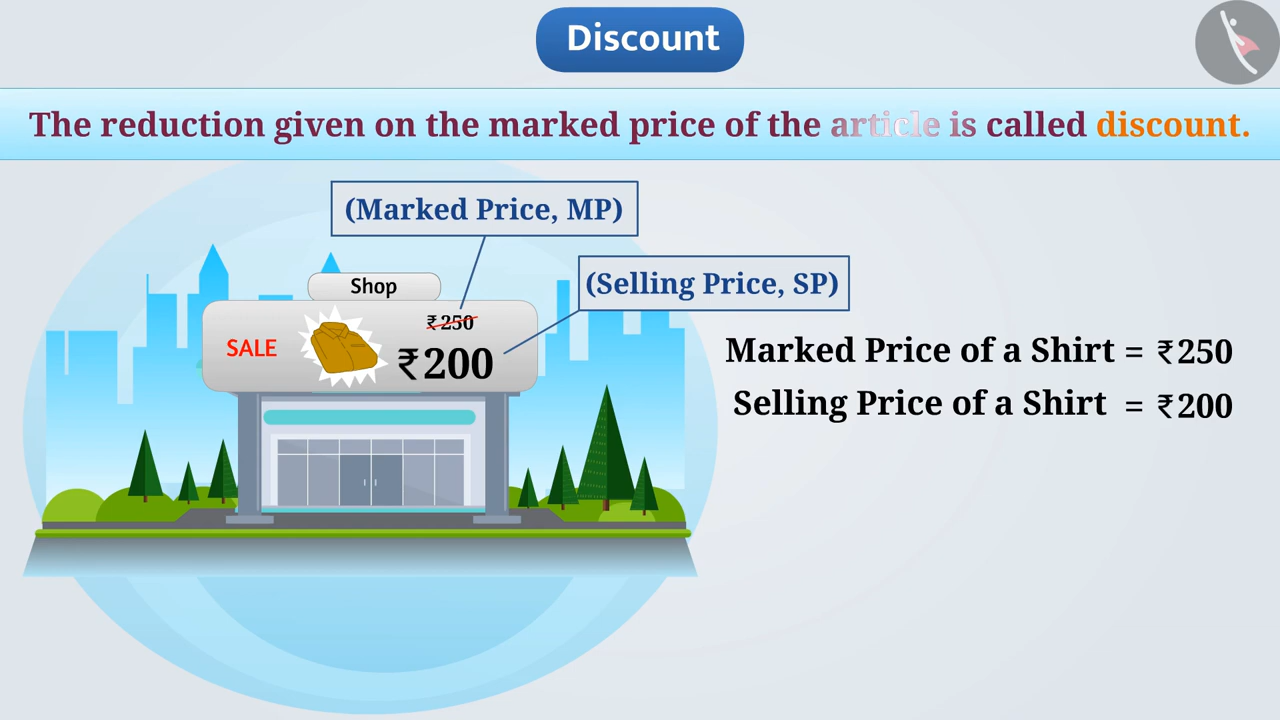 Discount
The reduction given on the marked price of the article is called discount.
(Marked Price, MP)
(Selling Price, SP)
Shop
SALE
₹250
₹200
Marked Price of a Shirt = ₹250
Selling Price of a Shirt = ₹200